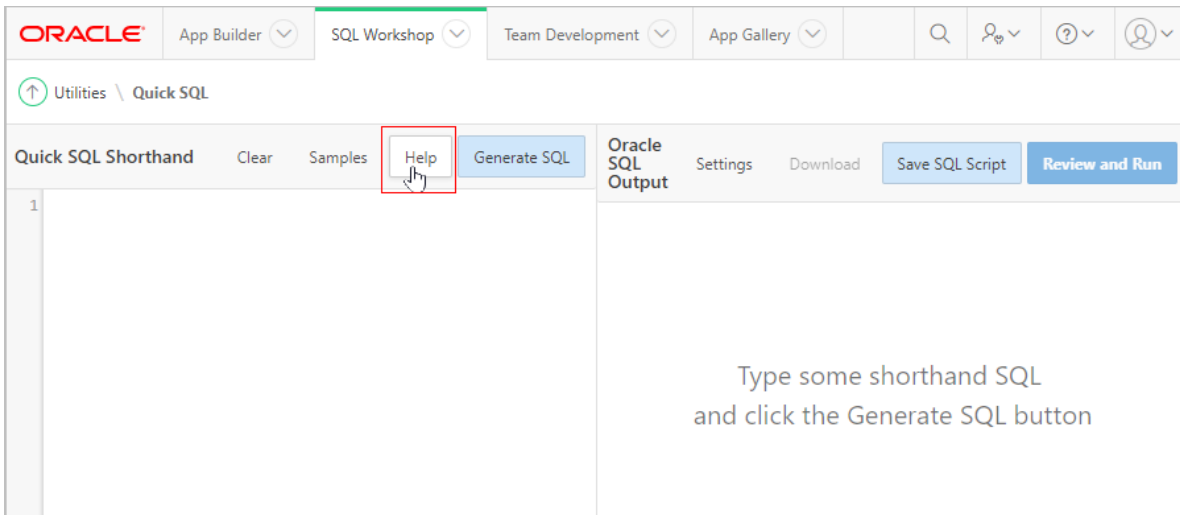 ORACLE App Builder SQL Workshop Team Development App Gallery
Utilities \ Quick SQL
Quick SQL Shorthand Clear Samples Help Generate SQL
Oracle
SQL
Output
Settings Download Save SQL Script Review and Run
1
Type some shorthand SQL
and click the Generate SQL button